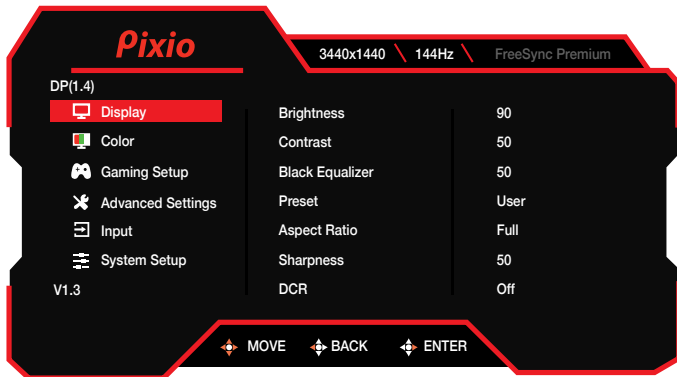 Pixio
3440x1440 \ 144Hz \ FreeSync Premium
DP(1.4)
Display Brightness 90
Color Contrast 50
Gaming Setup Black Equalizer 50
Advanced Settings Preset User
Input Aspect Ratio Full
System Setup Sharpness 50
V1.3 DCR Off
MOVE BACK ENTER